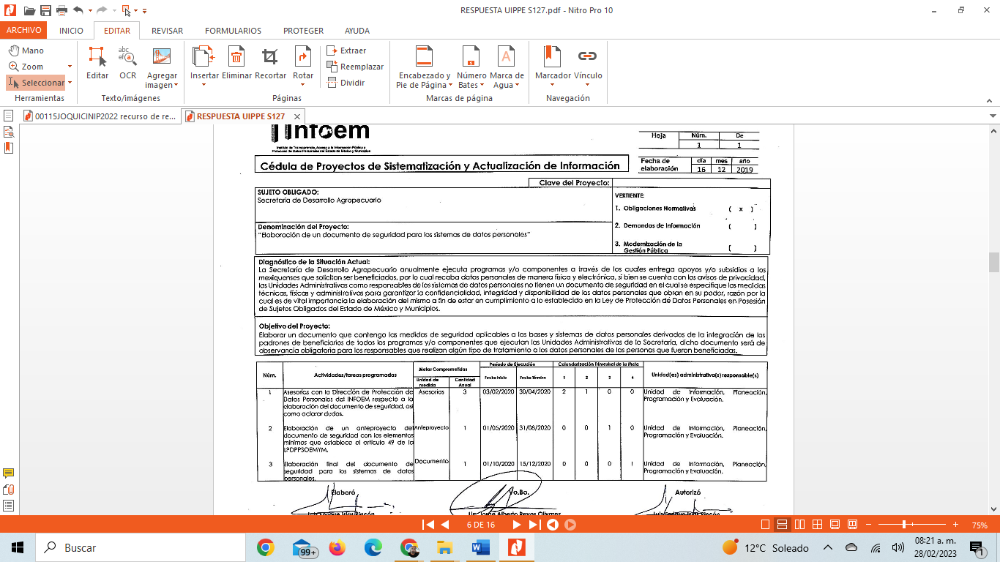 RESPUESTA UIPPE S127.pdf - Nitro Pro 10
ARCHIVO INICIO EDITAR REVISAR FORMULARIOS PROTEGER AYUDA
Mano
Zoom
Seleccionar
Herramientas
Editar
OCR
Agregar imagen
Texto/imágenes
Insertar
Eliminar
Recortar
Rotar
Extraer
Reemplazar
Dividir
Páginas
Encabezado y Pie de Página
Número Bates
Marca de Agua
Marcas de página
Marcador
Vínculo
Navegación
00115JOQUICINIP2022 recurso de re...
RESPUESTA UIPPE S127
infoem
Instituto de Transparencia, Acceso a la Información Pública y
Protección de Datos Personales del Estado de México y Municipios
Hoja Núm. De
1 1
Cédula de Proyectos de Sistematización y Actualización de Información
Fecha de elaboración
día mes año
16 12 2019
Clave del Proyecto:
SUJETO OBLIGADO:
Secretaría de Desarrollo Agropecuario
VERTIENTE:
1. Obligaciones Normativas ( x )
2. Demandas de Información ( )
3. Modernización de la Gestión Pública ( )
Denominación del Proyecto:
"Elaboración de un documento de seguridad para los sistemas de datos personales"
Diagnóstico de la Situación Actual:
La Secretaría de Desarrollo Agropecuario anualmente ejecuta programas y/o componentes a través de los cuales entrega apoyos y/o subsidios a los
mexiquenses que solicitan ser beneficiados, por lo cual recaba datos personales de manera física y electrónica, si bien se cuenta con los avisos de privacidad,
las Unidades Administrativas como responsables de los sistemas de datos personales no tienen un documento de seguridad en el cual se especifique las medidas
técnicas, físicas y administrativas para garantizar la confidencialidad, integridad y disponibilidad de los datos personales que obran en su poder, razón por la
cual es de vital importancia la elaboración del mismo a fin de estar en cumplimiento a lo establecido en la Ley de Protección de Datos Personales en Posesión
de Sujetos Obligados del Estado de México y Municipios.
Objetivo del Proyecto:
Elaborar un documento que contenga las medidas de seguridad aplicables a las bases y sistemas de datos personales derivados de la integración de los
padrones de beneficiarios de todos los programas y/o componentes que ejecutan las Unidades Administrativas de la Secretaría, dicho documento será de
observancia obligatoria para los responsables que realizan algún tipo de tratamiento a los datos personales de las personas que fueron beneficiadas.
Núm. Actividades/tareas programadas Metas Comprometidas Periodo de Ejecución Calendarización Trimestral de la Meta Unidad(es) administrativa(s) responsable(s)
Unidad de medida Cantidad Anual Fecha Inicio Fecha Término 1 2 3 4
1 Asesorías con la Dirección de Protección de Asesorías 3 03/02/2020 30/04/2020 2 1 0 0 Unidad de Información, Planeación,
Datos Personales del INFOEM respecto a la Programación y Evaluación.
elaboración del documento de seguridad, así
como aclarar dudas.
2 Elaboración de un anteproyecto del Anteproyecto 1 01/05/2020 31/08/2020 0 0 1 0 Unidad de Información, Planeación,
documento de seguridad con los elementos Programación y Evaluación.
mínimos que establece el artículo 49 de la
LPDPPSOEMYM.
3 Elaboración final del documento de Documento 1 01/10/2020 15/12/2020 0 0 0 1 Unidad de Información, Planeación,
seguridad para los sistemas de datos Programación y Evaluación.
personales.
Elaboró Vo.Bo. Autorizó
Luis Enrique Islas Rincón Lic. Jorge Alberto Reyes Olivares Luis Enrique Islas Rincón
6 DE 16
75%
Buscar
99+
12°C Soleado
08:21 a. m.
28/02/2023
1